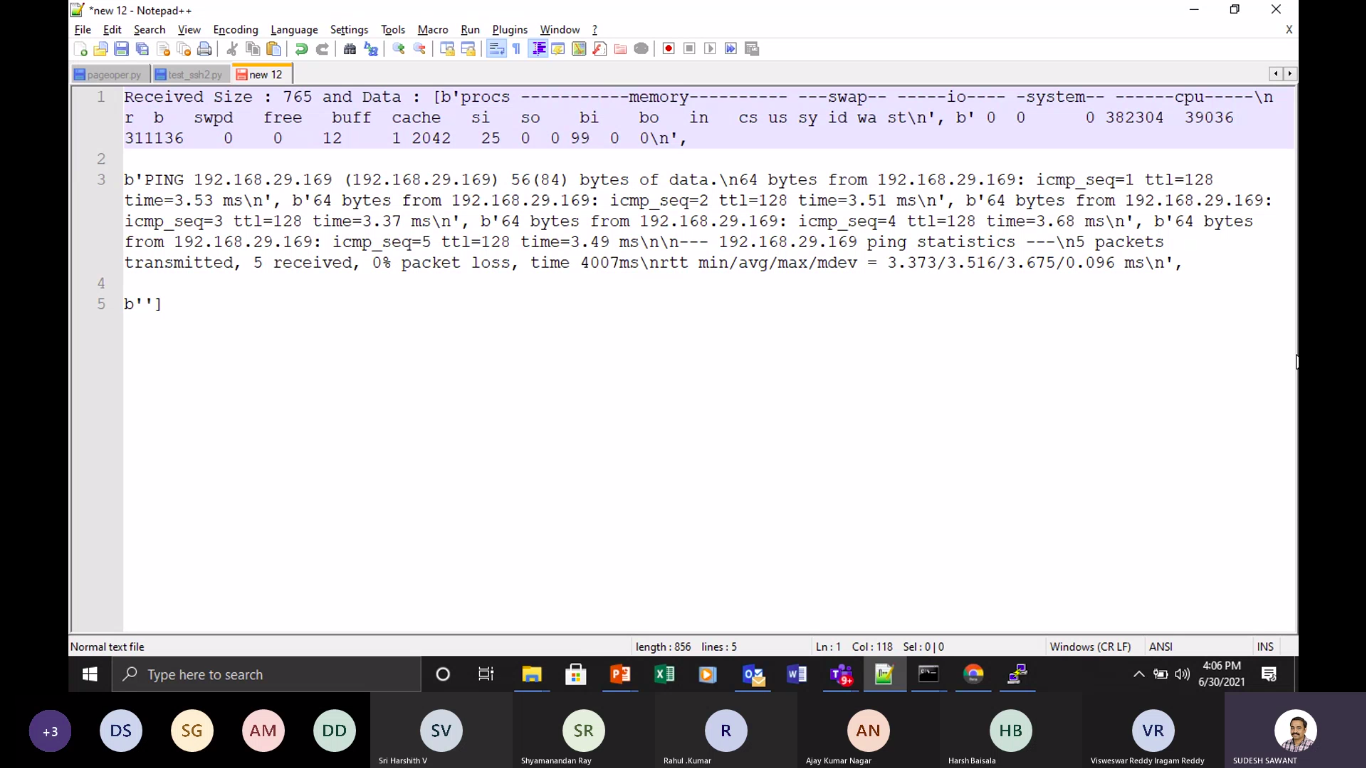 *new 12 - Notepad++
File Edit Search View Encoding Language Settings Tools Macro Run Plugins Window ? X
pageoper.py test_ssh2.py new 12
1 Received Size : 765 and Data : [b'procs -----------memory---------- ---swap-- -----io---- -system-- ------cpu-----\n
r b swpd free buff cache si so bi bo in cs us sy id wa st\n', b' 0 0 0 382304 39036
311136 0 0 12 1 2042 25 0 0 99 0 0\n',
2
3 b'PING 192.168.29.169 (192.168.29.169) 56(84) bytes of data.\n64 bytes from 192.168.29.169: icmp_seq=1 ttl=128
time=3.53 ms\n', b'64 bytes from 192.168.29.169: icmp_seq=2 ttl=128 time=3.51 ms\n', b'64 bytes from 192.168.29.169:
icmp_seq=3 ttl=128 time=3.37 ms\n', b'64 bytes from 192.168.29.169: icmp_seq=4 ttl=128 time=3.68 ms\n', b'64 bytes
from 192.168.29.169: icmp_seq=5 ttl=128 time=3.49 ms\n\n--- 192.168.29.169 ping statistics ---\n5 packets
transmitted, 5 received, 0% packet loss, time 4007ms\nrtt min/avg/max/mdev = 3.373/3.516/3.675/0.096 ms\n',
4
5 b'']
Normal text file length : 856 lines : 5 Ln : 1 Col : 118 Sel : 0 | 0 Windows (CR LF) ANSI INS
Type here to search
9+
4:06 PM
6/30/2021
+3 DS SG AM DD SV SR R AN HB VR
Sri Harshith V Shyamanandan Ray Rahul .Kumar Ajay Kumar Nagar Harsh Baisala Visweswar Reddy Iragam Reddy SUDESH SAWANT